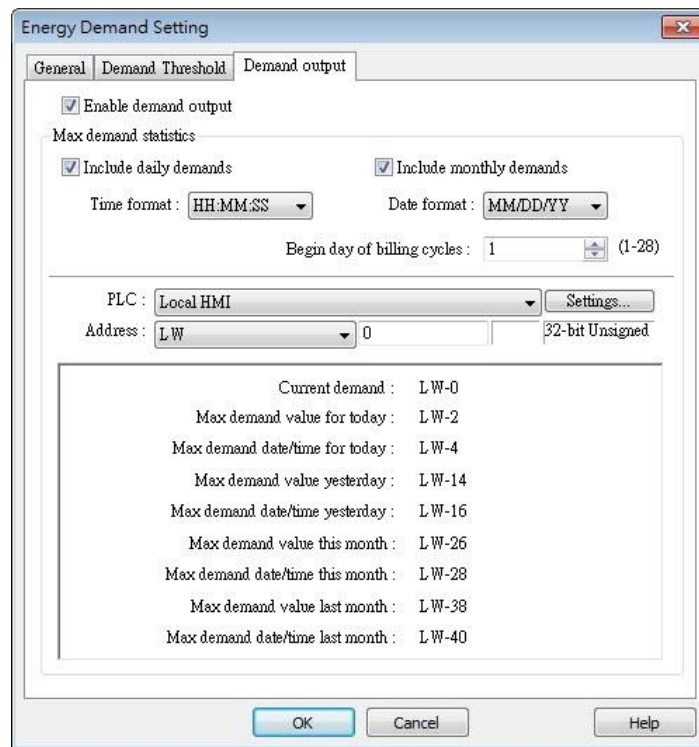 Energy Demand Setting
General Demand Threshold Demand output
Enable demand output
Max demand statistics
Include daily demands Include monthly demands
Time format : HH:MM:SS Date format : MM/DD/YY
Begin day of billing cycles : 1 (1-28)
PLC : Local HMI Settings...
Address : LW 0 32-bit Unsigned
Current demand : LW-0
Max demand value for today : LW-2
Max demand date/time for today : LW-4
Max demand value yesterday : LW-14
Max demand date/time yesterday : LW-16
Max demand value this month : LW-26
Max demand date/time this month : LW-28
Max demand value last month : LW-38
Max demand date/time last month : LW-40
OK Cancel Help